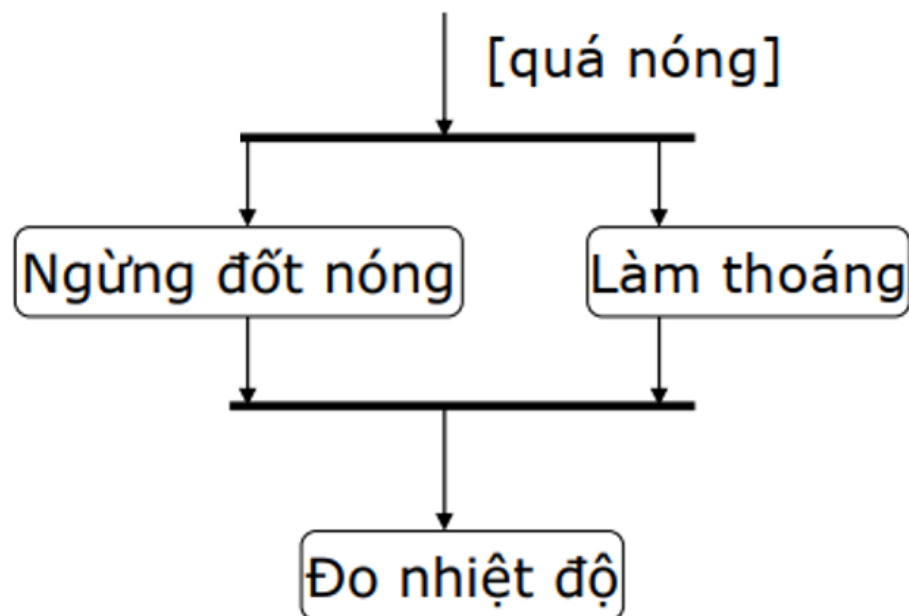 [quá nóng]
Ngừng đốt nóng
Làm thoáng
Đo nhiệt độ